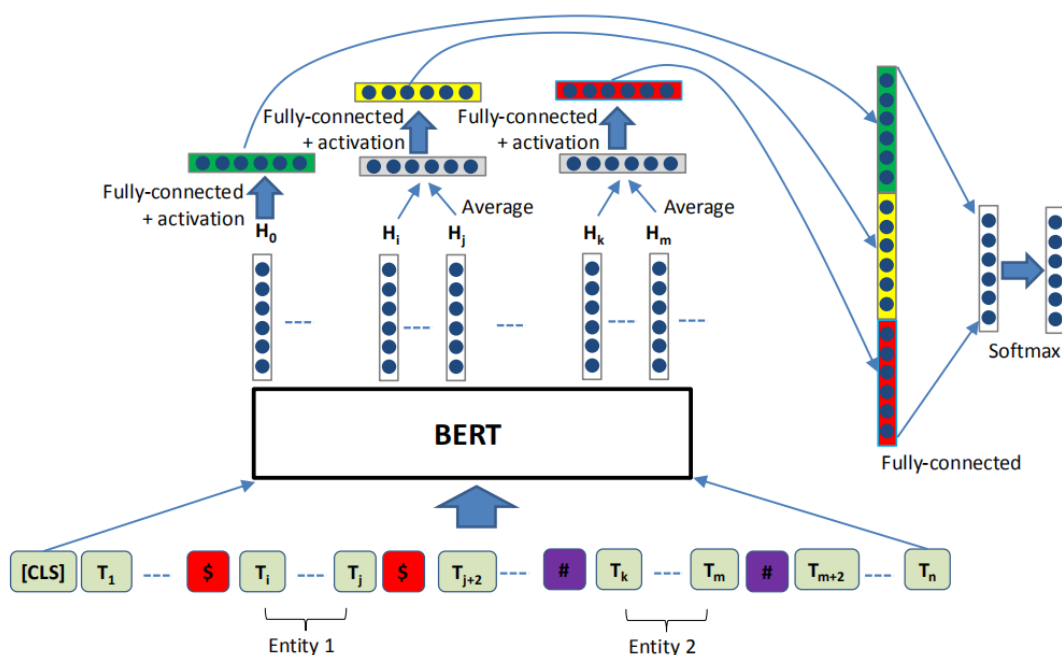 Fully-connected
+ activation
Fully-connected
+ activation
Fully-connected
+ activation
Average
Average
H0
Hi
Hj
Hk
Hm
Softmax
BERT
Fully-connected
[CLS]
T1
$
Ti
Tj
$
Tj+2
#
Tk
Tm
#
Tm+2
Tn
Entity 1
Entity 2